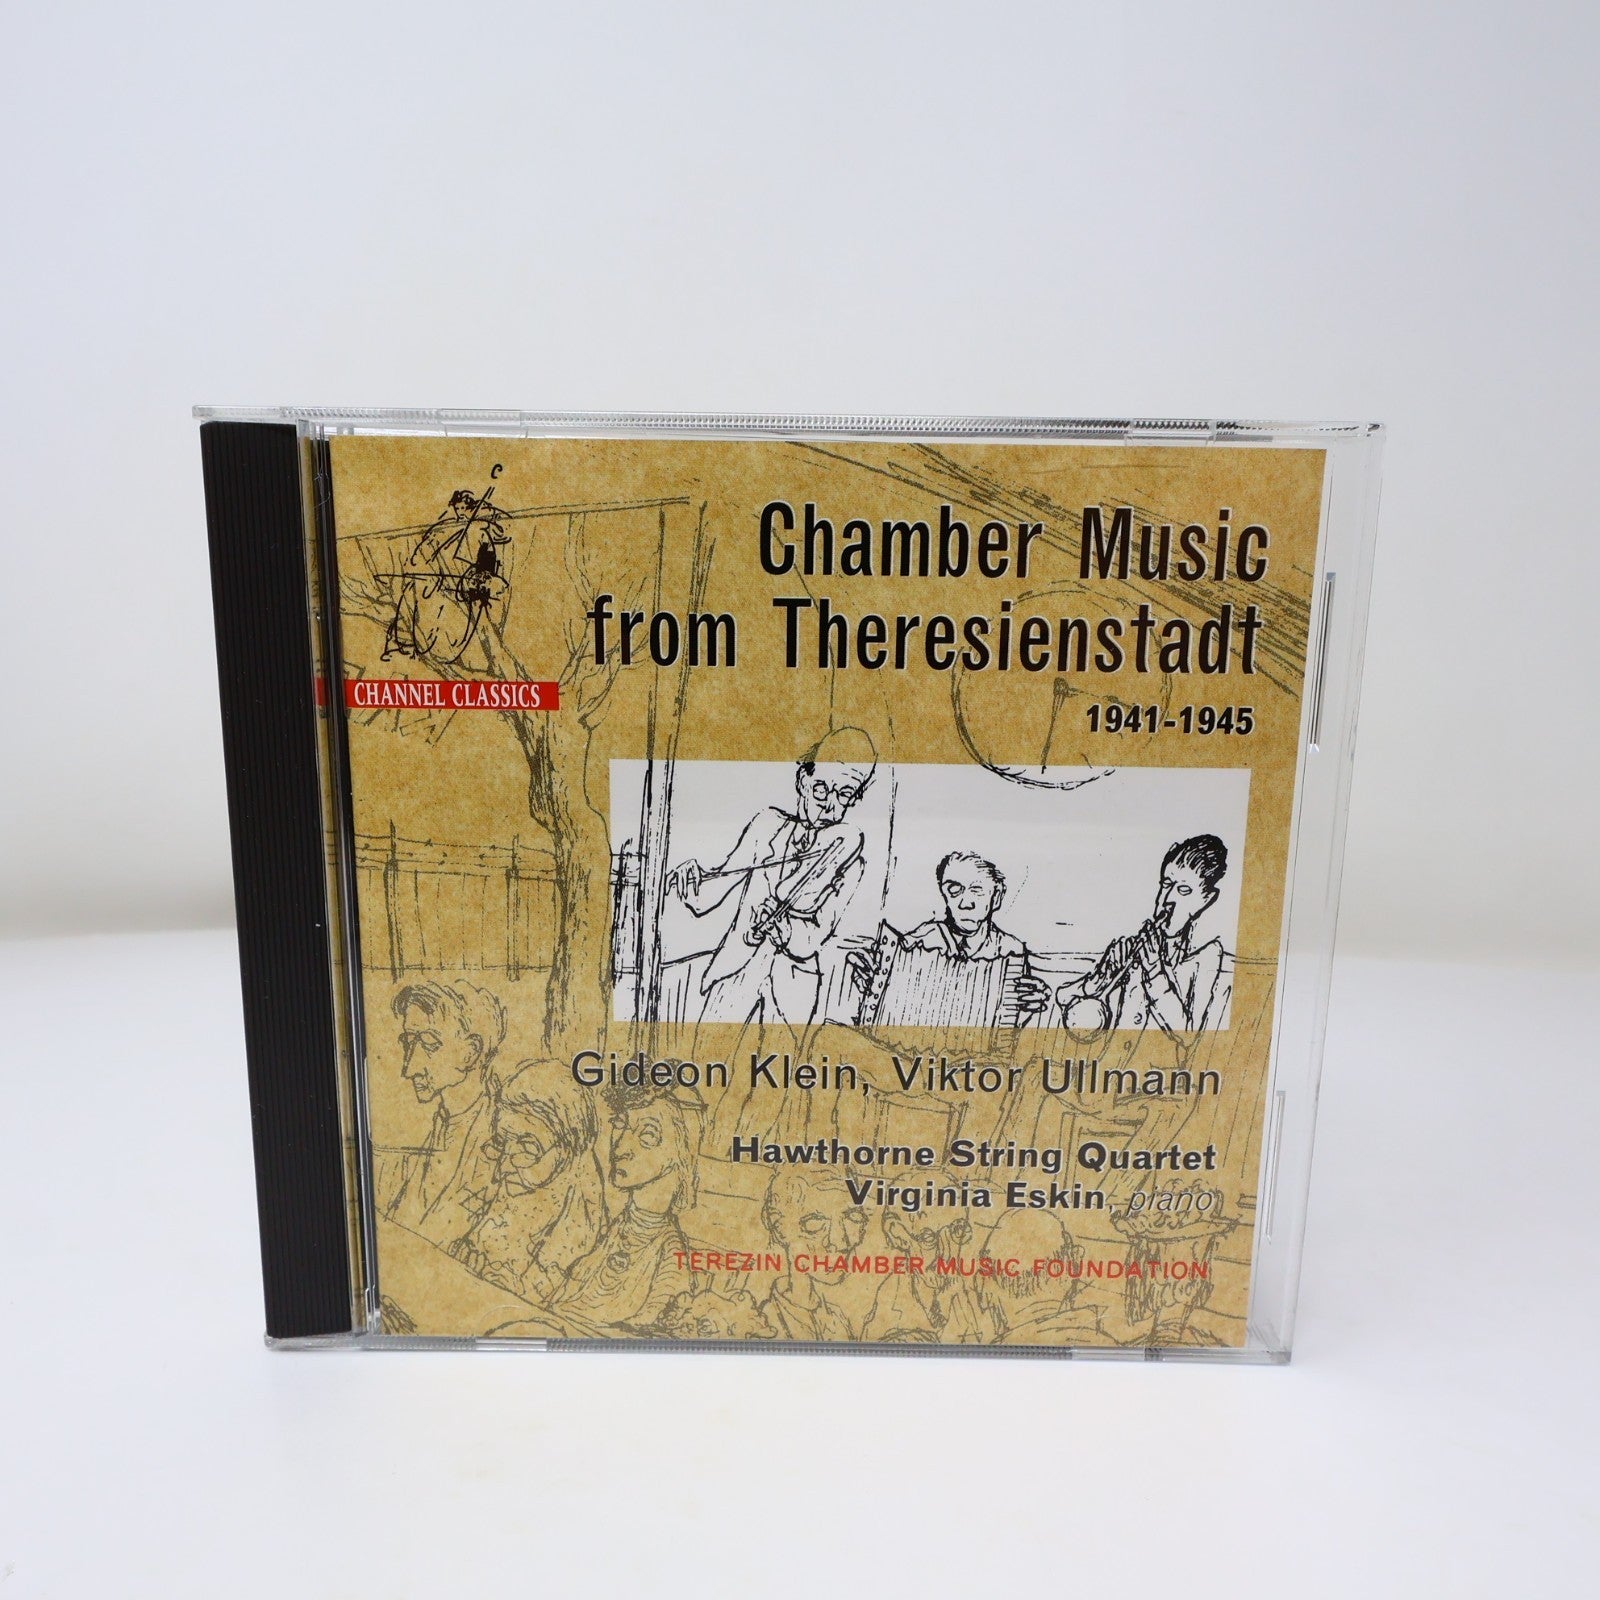 Chamber Music
from Theresienstadt
1941-1945
CHANNEL CLASSICS
Gideon Klein, Viktor Ullmann
Hawthorne String Quartet
Virginia Eskin, piano
TEREZIN CHAMBER MUSIC FOUNDATION